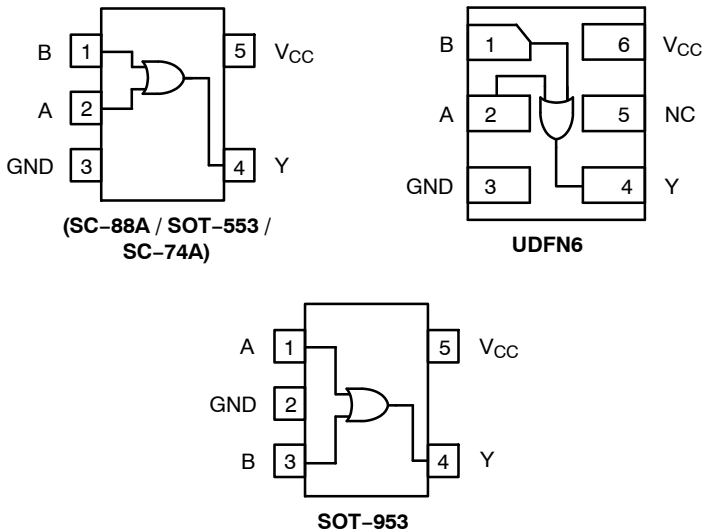 B 1 5 VCC
A 2
GND 3 4 Y
(SC−88A / SOT−553 /
SC−74A)
B 1 6 VCC
A 2 5 NC
GND 3 4 Y
UDFN6
A 1 5 VCC
GND 2
B 3 4 Y
SOT−953